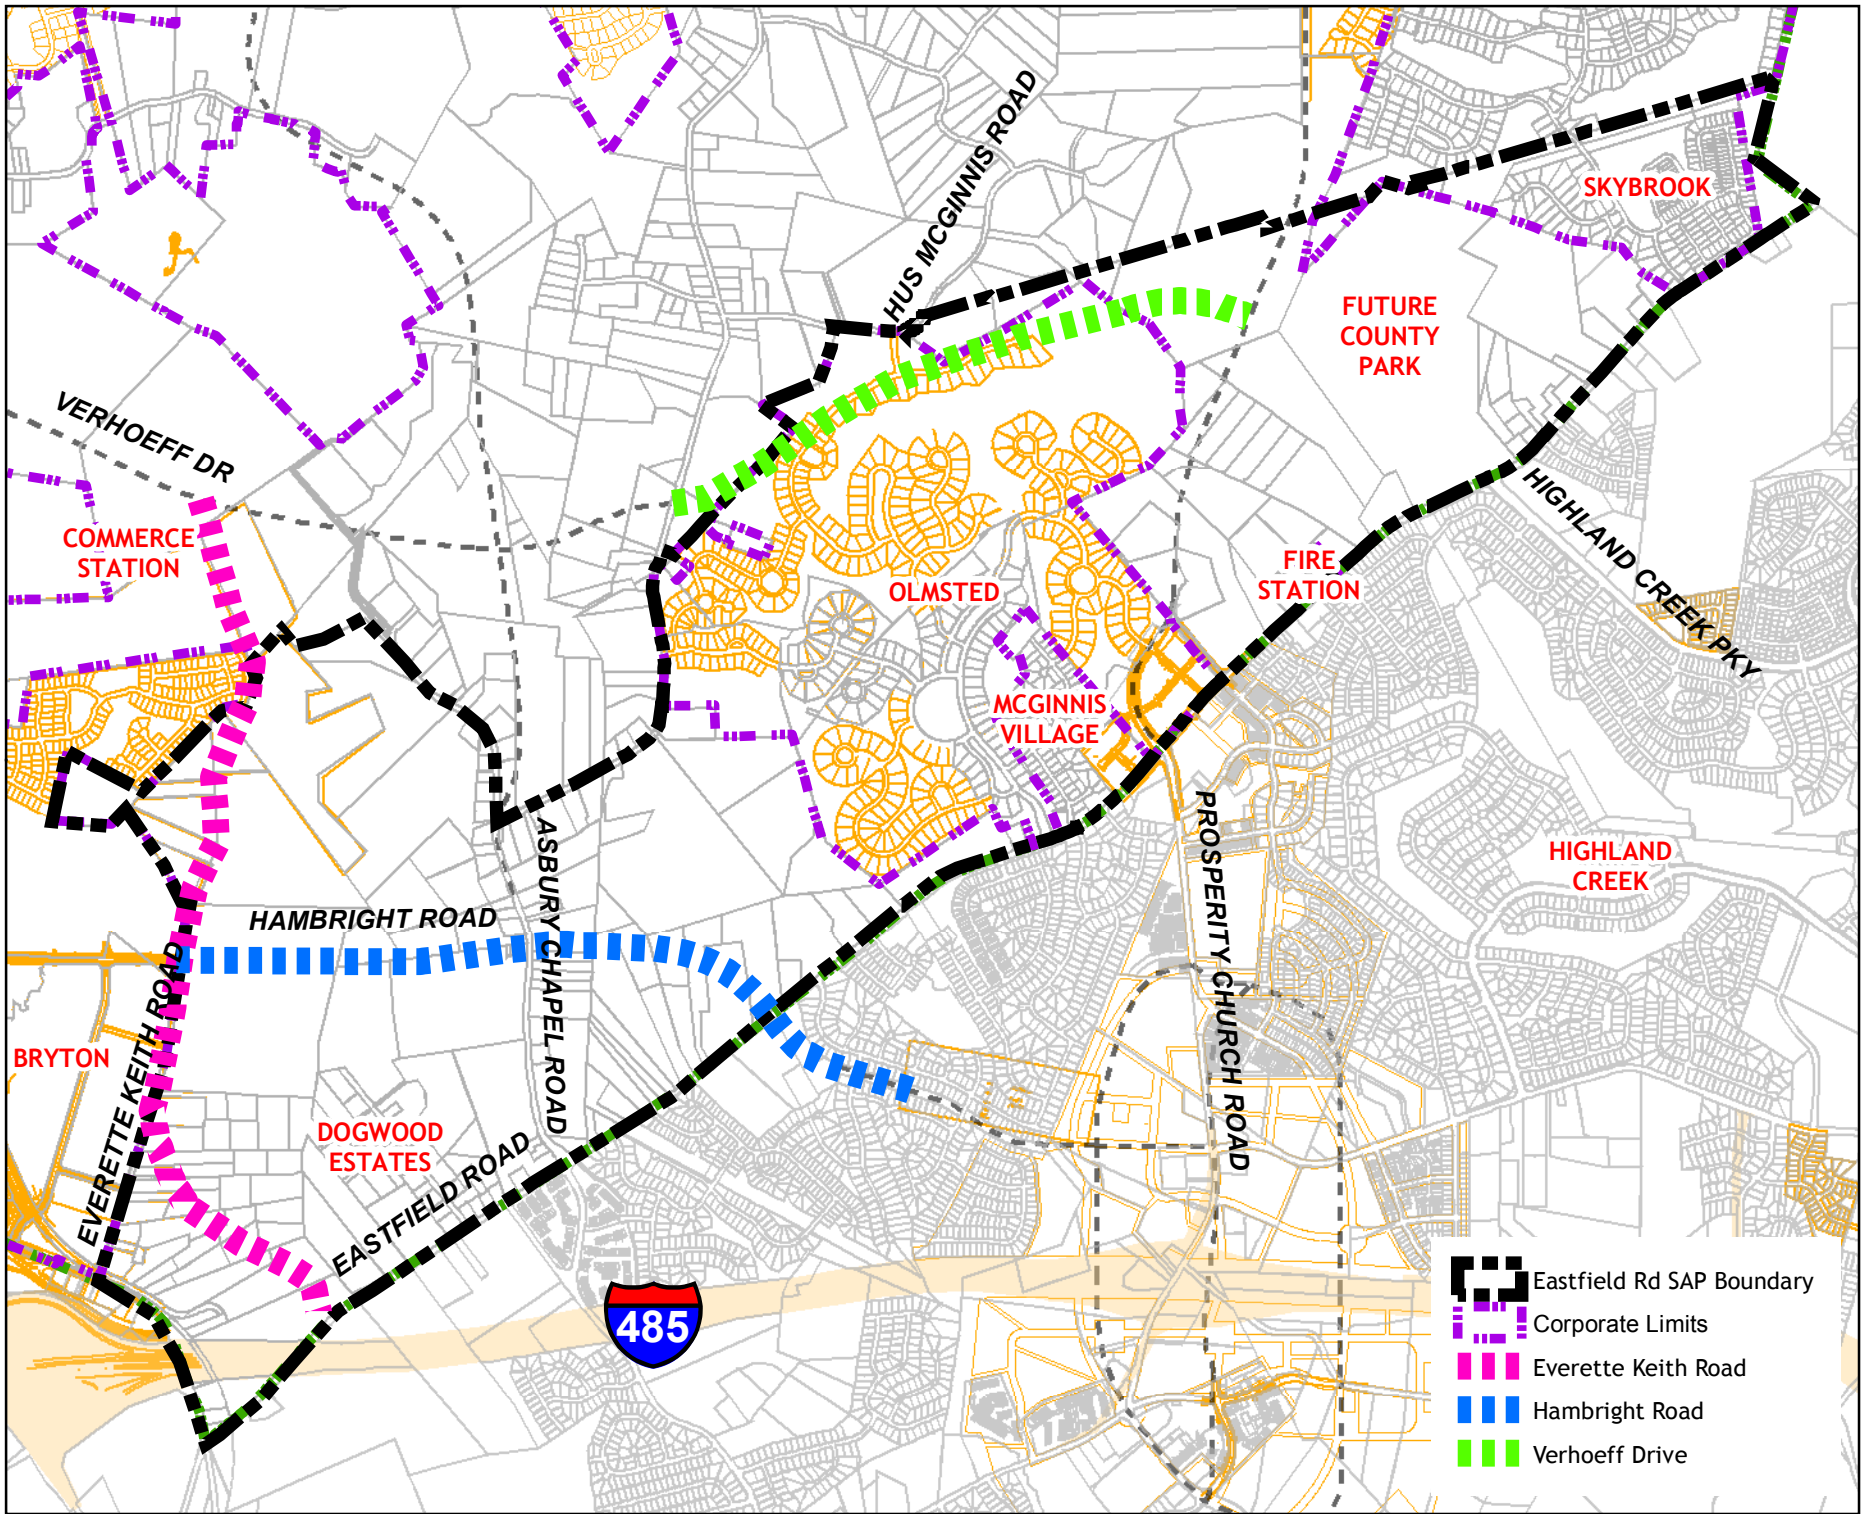 HUS MCGINNIS ROAD
SKYBROOK
FUTURE
COUNTY
PARK
VERHOEFF DR
COMMERCE
STATION
HIGHLAND CREEK PKY
FIRE
STATION
OLMSTED
MCGINNIS
VILLAGE
PROSPERITY CHURCH ROAD
ASBURY CHAPEL ROAD
HIGHLAND
CREEK
HAMBRIGHT ROAD
EVERETTE KEITH ROAD
BRYTON
DOGWOOD
ESTATES
EASTFIELD ROAD
485
Eastfield Rd SAP Boundary
Corporate Limits
Everette Keith Road
Hambright Road
Verhoeff Drive